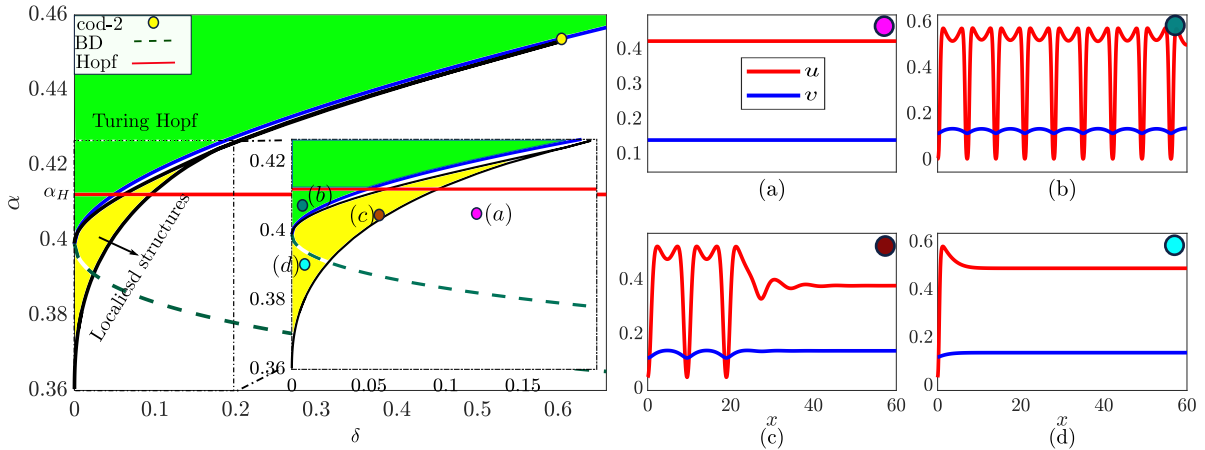 cod-2
BD
Hopf
Turing Hopf
Localiesd structures
α_H
α
0.46
0.44
0.42
0.4
0.38
0.36
0
0.1
0.2
0.3
0.4
0.5
0.6
δ
0.42
0.4
0.38
0.36
0
0.05
0.1
0.15
(b)
(c)
(a)
(d)
0.4
0.3
0.2
0.1
u
v
(a)
0.6
0.4
0.2
0
(b)
0.4
0.2
0
0
20
40
60
x
(c)
0.6
0.4
0.2
0
0
20
40
60
x
(d)